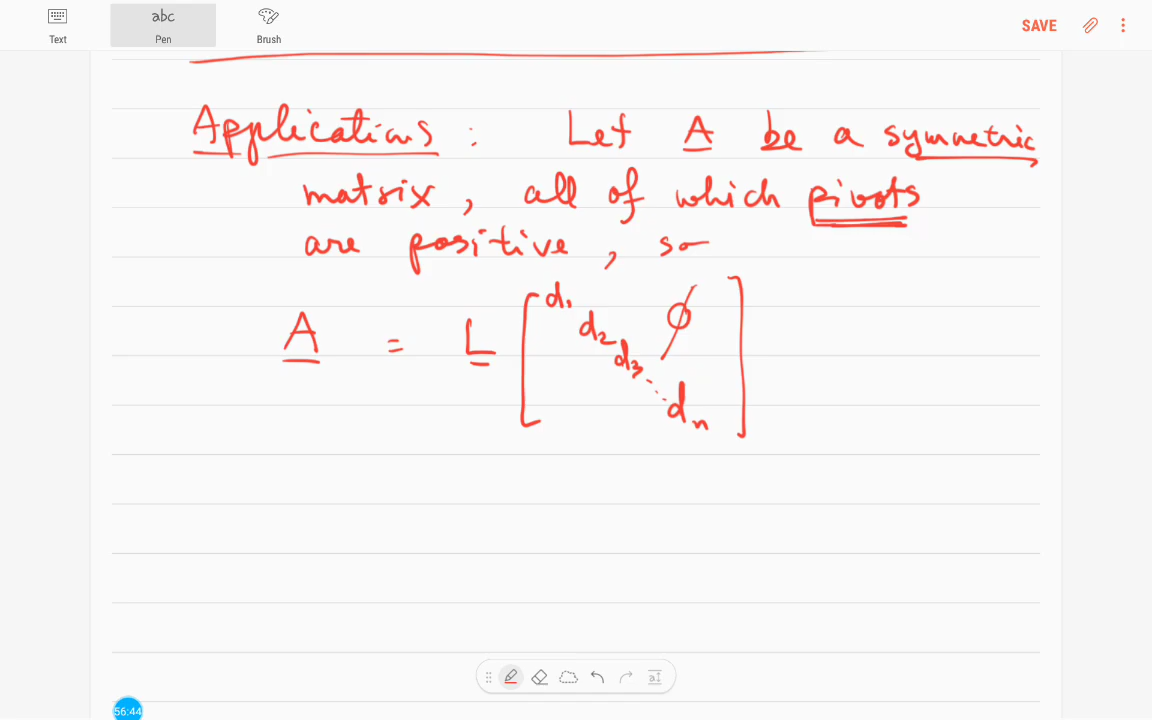 Text
abc
Pen
Brush
SAVE
Applications : Let A be a symmetric
matrix, all of which pivots
are positive, so
A = L [ d₁ d₂ d₃ ⋱ dₙ ϕ ]
56:44